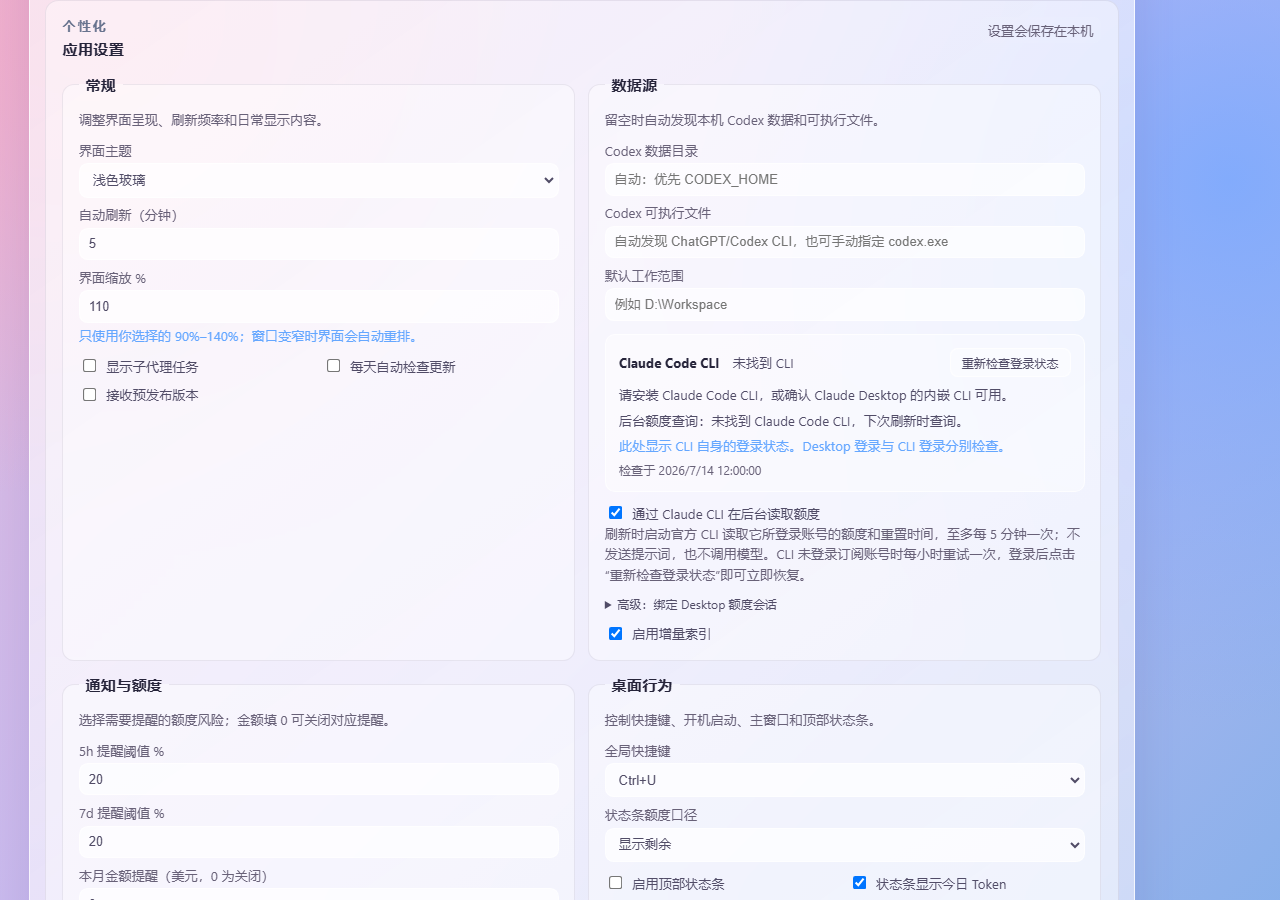 个性化
应用设置
设置会保存在本机
常规
调整界面呈现、刷新频率和日常显示内容。
界面主题
浅色玻璃
自动刷新（分钟）
5
界面缩放 %
110
只使用你选择的 90%–140%；窗口变窄时界面会自动重排。
显示子代理任务
每天自动检查更新
接收预发布版本
数据源
留空时自动发现本机 Codex 数据和可执行文件。
Codex 数据目录
自动：优先 CODEX_HOME
Codex 可执行文件
自动发现 ChatGPT/Codex CLI，也可手动指定 codex.exe
默认工作范围
例如 D:\Workspace
Claude Code CLI 未找到 CLI
重新检查登录状态
请安装 Claude Code CLI，或确认 Claude Desktop 的内嵌 CLI 可用。
后台额度查询：未找到 Claude Code CLI，下次刷新时查询。
此处显示 CLI 自身的登录状态。Desktop 登录与 CLI 登录分别检查。
检查于 2026/7/14 12:00:00
通过 Claude CLI 在后台读取额度
刷新时启动官方 CLI 读取它所登录账号的额度和重置时间，至多每 5 分钟一次；不
发送提示词，也不调用模型。CLI 未登录订阅账号时每小时重试一次，登录后点击
“重新检查登录状态”即可立即恢复。
高级：绑定 Desktop 额度会话
启用增量索引
通知与额度
选择需要提醒的额度风险；金额填 0 可关闭对应提醒。
5h 提醒阈值 %
20
7d 提醒阈值 %
20
本月金额提醒（美元，0 为关闭）
桌面行为
控制快捷键、开机启动、主窗口和顶部状态条。
全局快捷键
Ctrl+U
状态条额度口径
显示剩余
启用顶部状态条
状态条显示今日 Token